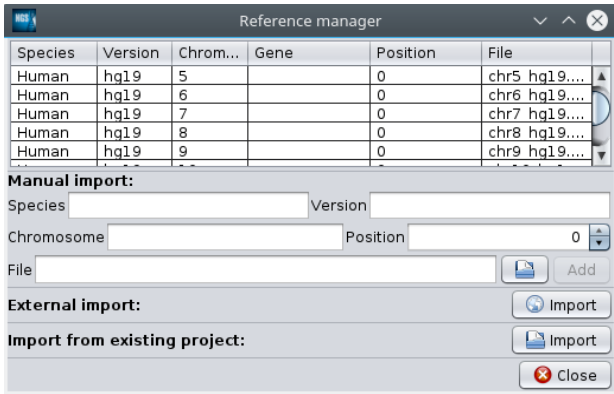 NGS
Reference manager
Species Version Chrom... Gene Position File
Human hg19 5 0 chr5_hg19....
Human hg19 6 0 chr6_hg19....
Human hg19 7 0 chr7_hg19....
Human hg19 8 0 chr8_hg19....
Human hg19 9 0 chr9_hg19....
Manual import:
Species Version
Chromosome Position 0
File Add
External import: Import
Import from existing project: Import
Close